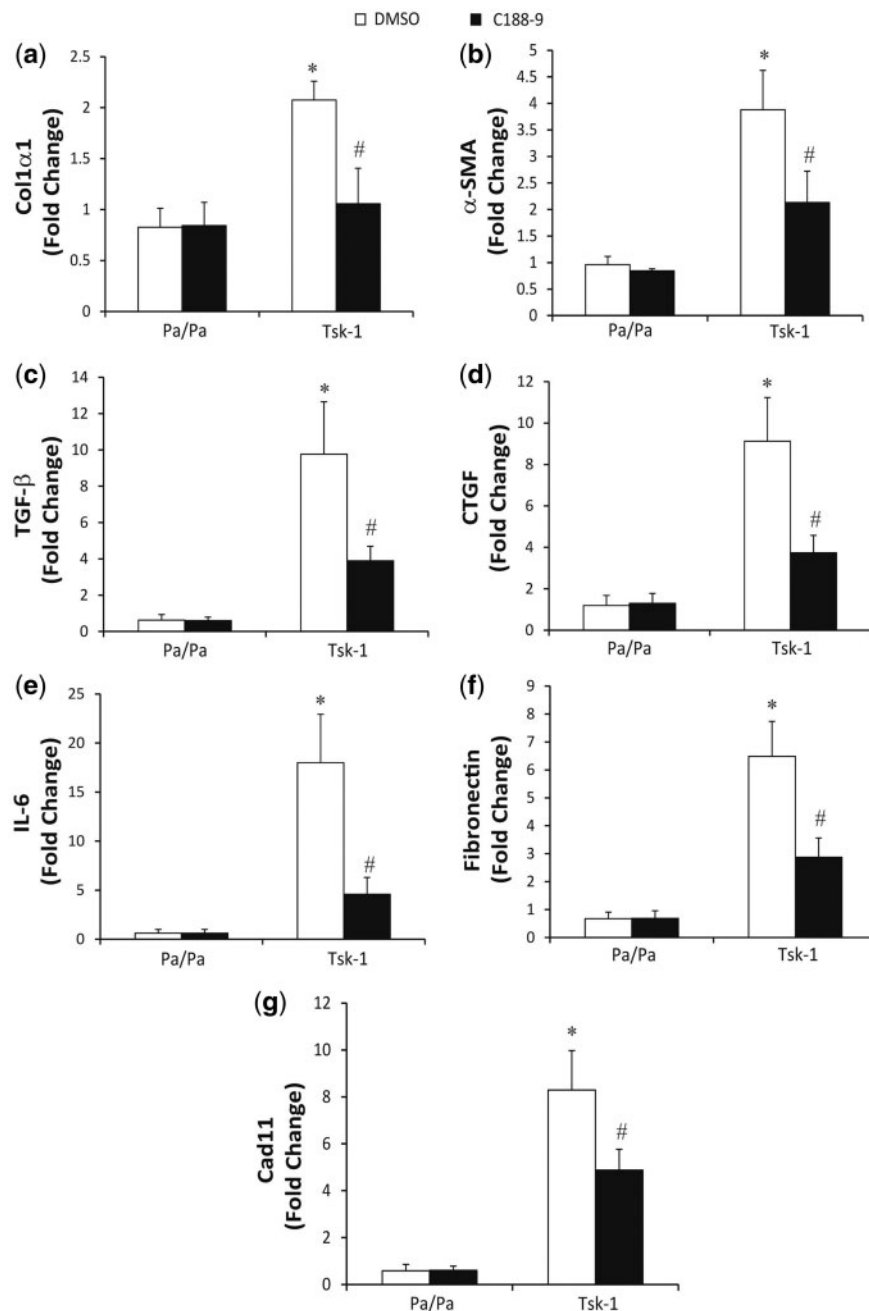 DMSO C188-9
(a)
Col1α1
(Fold Change)
2.5
2
1.5
1
0.5
0
*
#
Pa/Pa Tsk-1
(b)
α-SMA
(Fold Change)
5
4.5
4
3.5
3
2.5
2
1.5
1
0.5
0
*
#
Pa/Pa Tsk-1
(c)
TGF-β
(Fold Change)
14
12
10
8
6
4
2
0
*
#
Pa/Pa Tsk-1
(d)
CTGF
(Fold Change)
12
10
8
6
4
2
0
*
#
Pa/Pa Tsk-1
(e)
IL-6
(Fold Change)
25
20
15
10
5
0
*
#
Pa/Pa Tsk-1
(f)
Fibronectin
(Fold Change)
9
8
7
6
5
4
3
2
1
0
*
#
Pa/Pa Tsk-1
(g)
Cad11
(Fold Change)
12
10
8
6
4
2
0
*
#
Pa/Pa Tsk-1